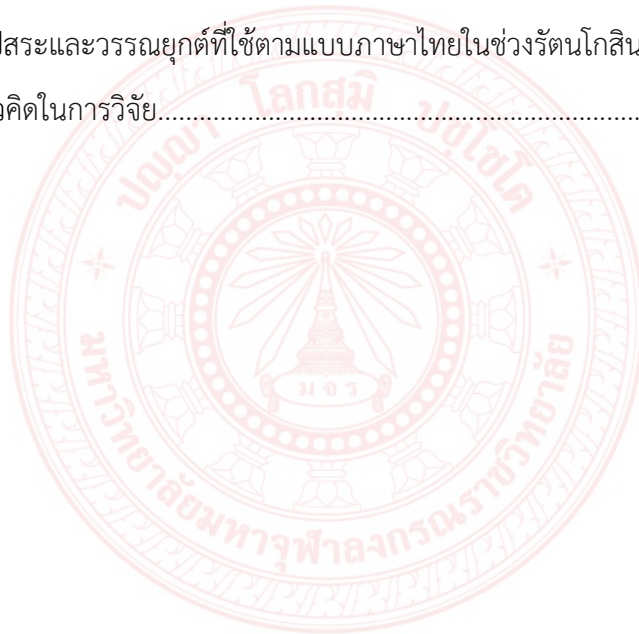 ปสระและวรรณยุกต์ที่ใช้ตามแบบภาษาไทยในช่วงรัตนโกสิน
วคิดในการวิจัย..........................................................................
ปญฺญา โลกสฺมิ ปชฺโชโต
มจร
มหาวิทยาลัยมหาจุฬาลงกรณราชวิทยาลัย